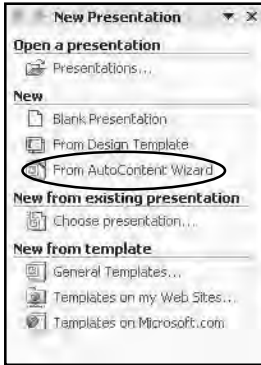 New Presentation
Open a presentation
Presentations...
New
Blank Presentation
From Design Template
From AutoContent Wizard
New from existing presentation
Choose presentation...
New from template
General Templates...
Templates on my Web Sites...
Templates on Microsoft.com